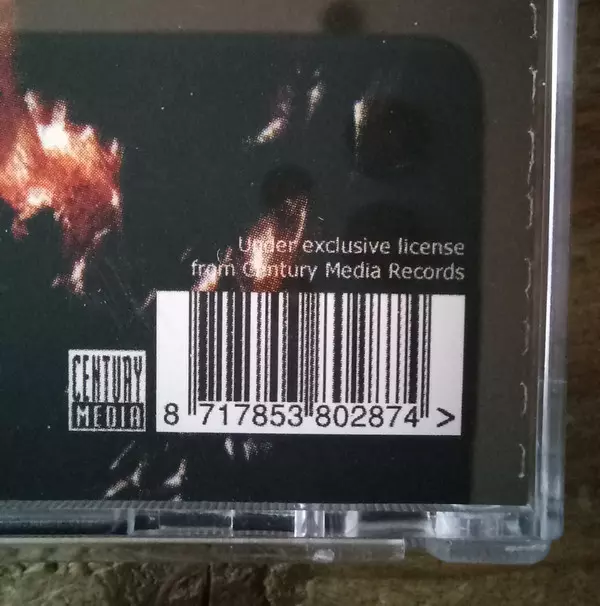 Under exclusive license
from Century Media Records
CENTURY
MEDIA
8 717853 802874 >